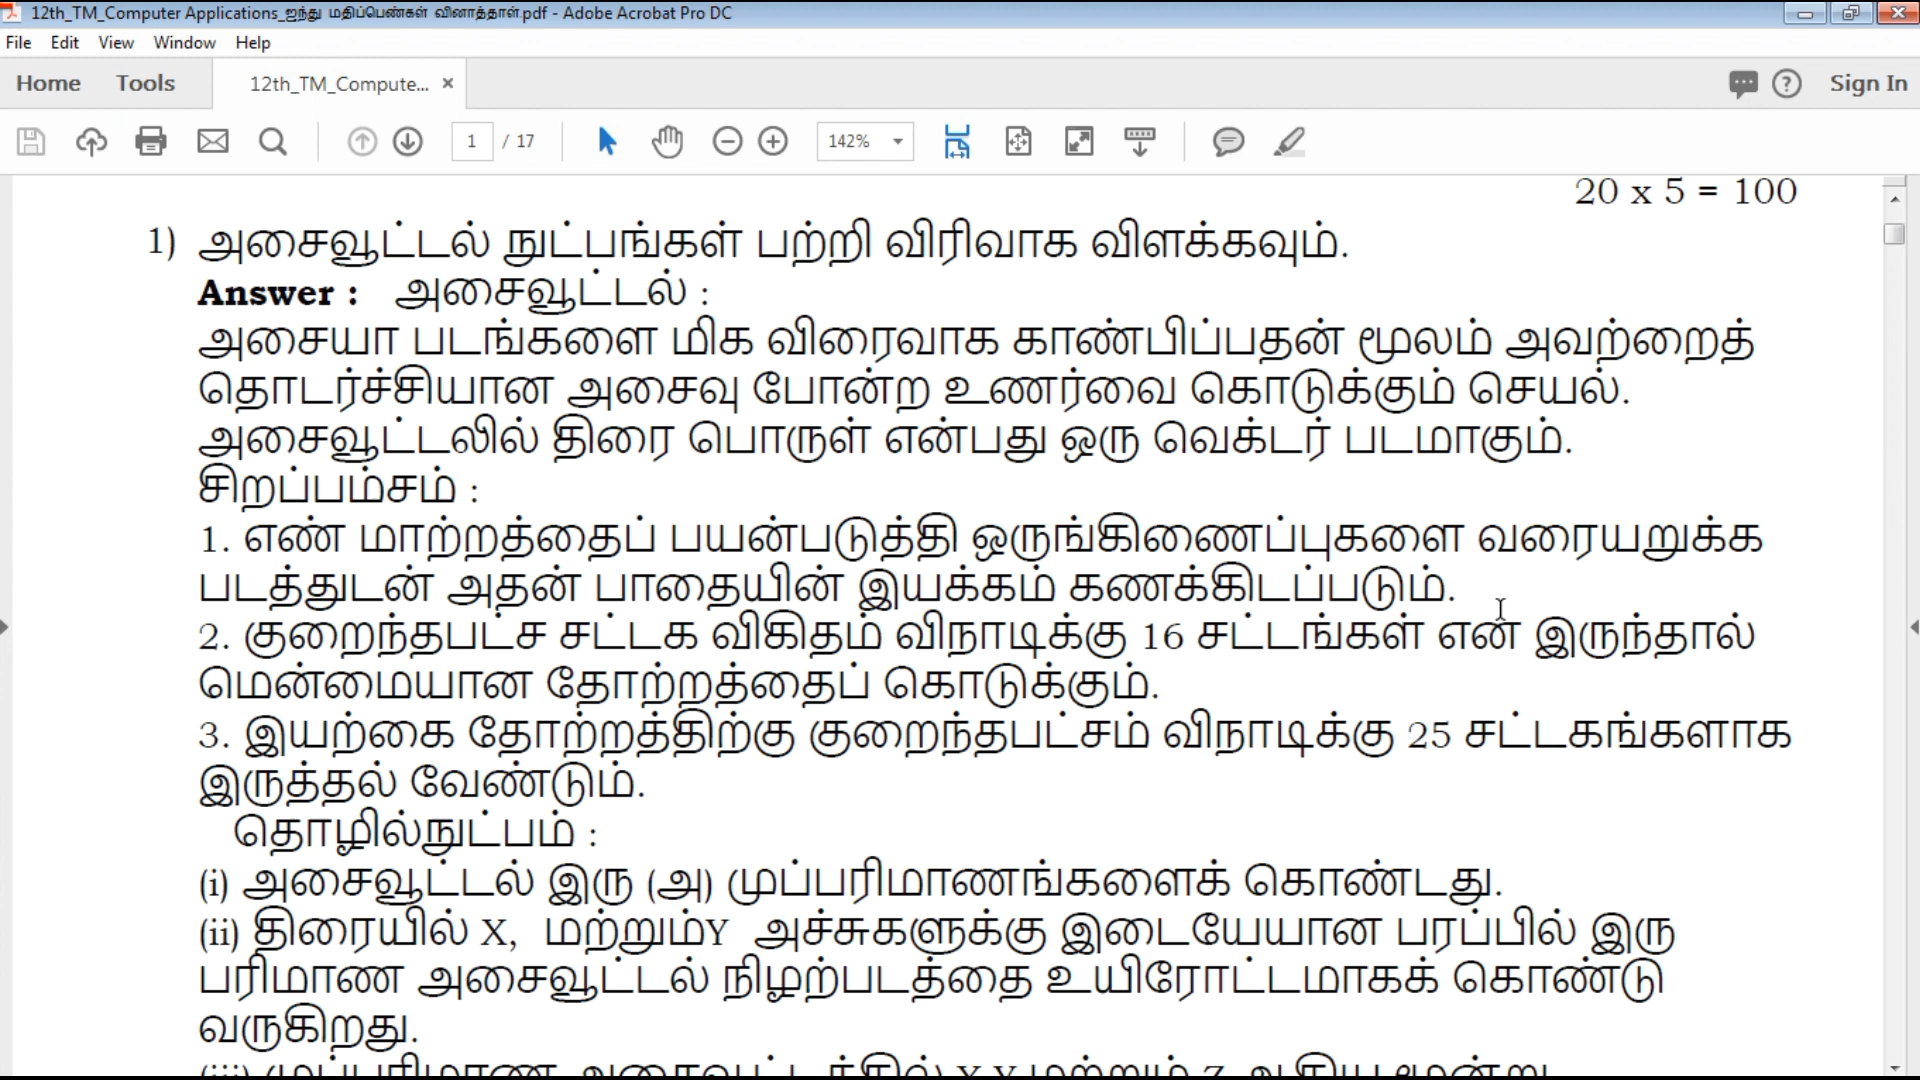 12th_TM_Computer Applications_ஐந்து மதிப்பெண்கள் வினாத்தாள்.pdf - Adobe Acrobat Pro DC
File Edit View Window Help
Home Tools 12th_TM_Compute... × Sign In
1 / 17 142%
20 x 5 = 100
1) அசைவூட்டல் நுட்பங்கள் பற்றி விரிவாக விளக்கவும்.
Answer : அசைவூட்டல் :
அசையா படங்களை மிக விரைவாக காண்பிப்பதன் மூலம் அவற்றைத்
தொடர்ச்சியான அசைவு போன்ற உணர்வை கொடுக்கும் செயல்.
அசைவூட்டலில் திரை பொருள் என்பது ஒரு வெக்டர் படமாகும்.
சிறப்பம்சம் :
1. எண் மாற்றத்தைப் பயன்படுத்தி ஒருங்கிணைப்புகளை வரையறுக்க
படத்துடன் அதன் பாதையின் இயக்கம் கணக்கிடப்படும்.
2. குறைந்தபட்ச சட்டக விகிதம் விநாடிக்கு 16 சட்டங்கள் என் இருந்தால்
மென்மையான தோற்றத்தைப் கொடுக்கும்.
3. இயற்கை தோற்றத்திற்கு குறைந்தபட்சம் விநாடிக்கு 25 சட்டகங்களாக
இருத்தல் வேண்டும்.
தொழில்நுட்பம் :
(i) அசைவூட்டல் இரு (அ) முப்பரிமாணங்களைக் கொண்டது.
(ii) திரையில் X, மற்றும்Y அச்சுகளுக்கு இடையேயான பரப்பில் இரு
பரிமாண அசைவூட்டல் நிழற்படத்தை உயிரோட்டமாகக் கொண்டு
வருகிறது.
(iii) முப்பரிமாண அசைவூட்டத்தில் X,Y மற்றும் Z ஆகிய மூன்று